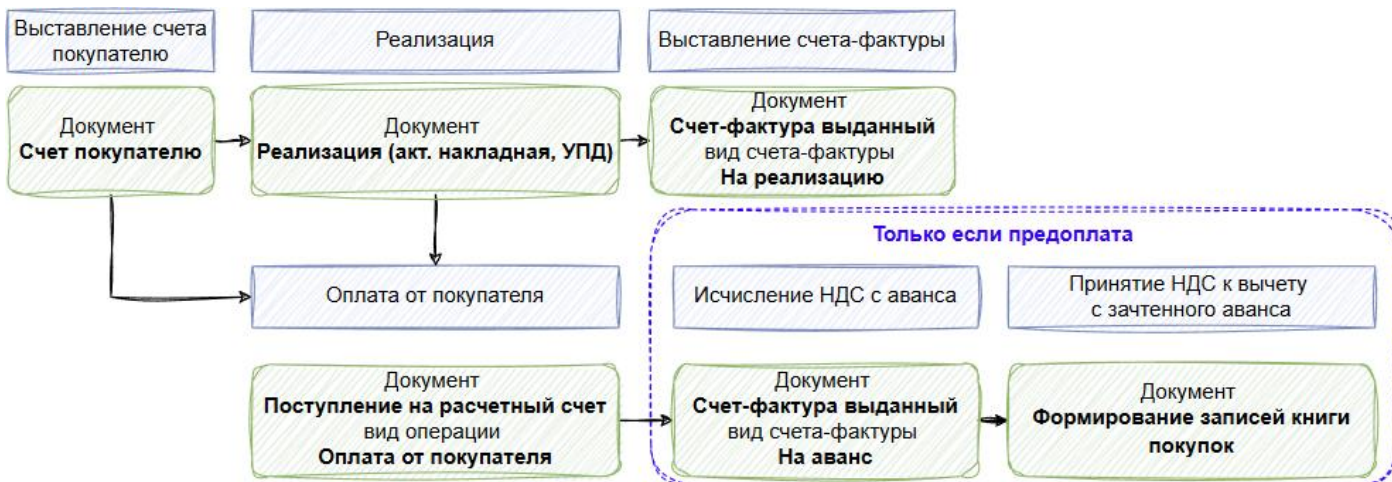 Выставление счета
покупателю
Реализация
Выставление счета-фактуры
Документ
Счет покупателю
Документ
Реализация (акт. накладная, УПД)
Документ
Счет-фактура выданный
вид счета-фактуры
На реализацию
Только если предоплата
Оплата от покупателя
Исчисление НДС с аванса
Принятие НДС к вычету
с зачтенного аванса
Документ
Поступление на расчетный счет
вид операции
Оплата от покупателя
Документ
Счет-фактура выданный
вид счета-фактуры
На аванс
Документ
Формирование записей книги
покупок